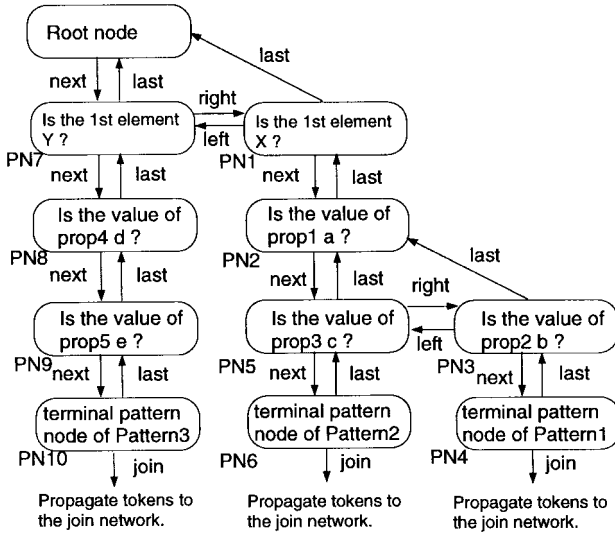 Root node
next
last
last
right
left
Is the 1st element
Y ?
PN7
Is the 1st element
X ?
PN1
next
last
next
last
Is the value of
prop4 d ?
PN8
Is the value of
prop1 a ?
PN2
last
next
last
next
last
right
left
Is the value of
prop5 e ?
PN9
Is the value of
prop3 c ?
PN5
Is the value of
prop2 b ?
PN3
next
last
next
last
next
last
terminal pattern
node of Pattern3
PN10
terminal pattern
node of Pattern2
PN6
terminal pattern
node of Pattern1
PN4
join
join
join
Propagate tokens to
the join network.
Propagate tokens to
the join network.
Propagate tokens to
the join network.